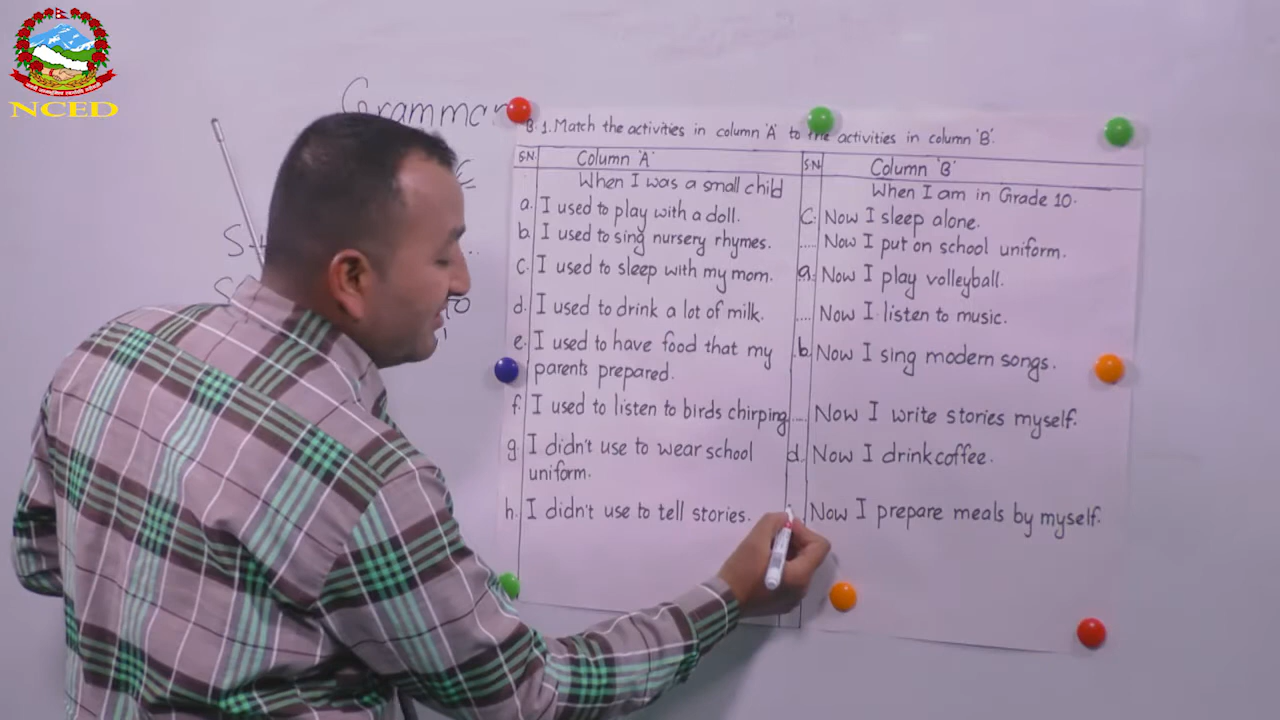 NCED
Grammar
B. 1. Match the activities in column 'A' to the activities in column 'B'.
S.N. Column 'A' S.N. Column 'B'
When I was a small child When I am in Grade 10.
a. I used to play with a doll. C. Now I sleep alone.
b. I used to sing nursery rhymes. .... Now I put on school uniform.
c. I used to sleep with my mom. a. Now I play volleyball.
d. I used to drink a lot of milk. .... Now I listen to music.
e. I used to have food that my .b. Now I sing modern songs.
parents prepared.
f. I used to listen to birds chirping .... Now I write stories myself.
g. I didn't use to wear school d. Now I drink coffee.
uniform.
h. I didn't use to tell stories. Now I prepare meals by myself.